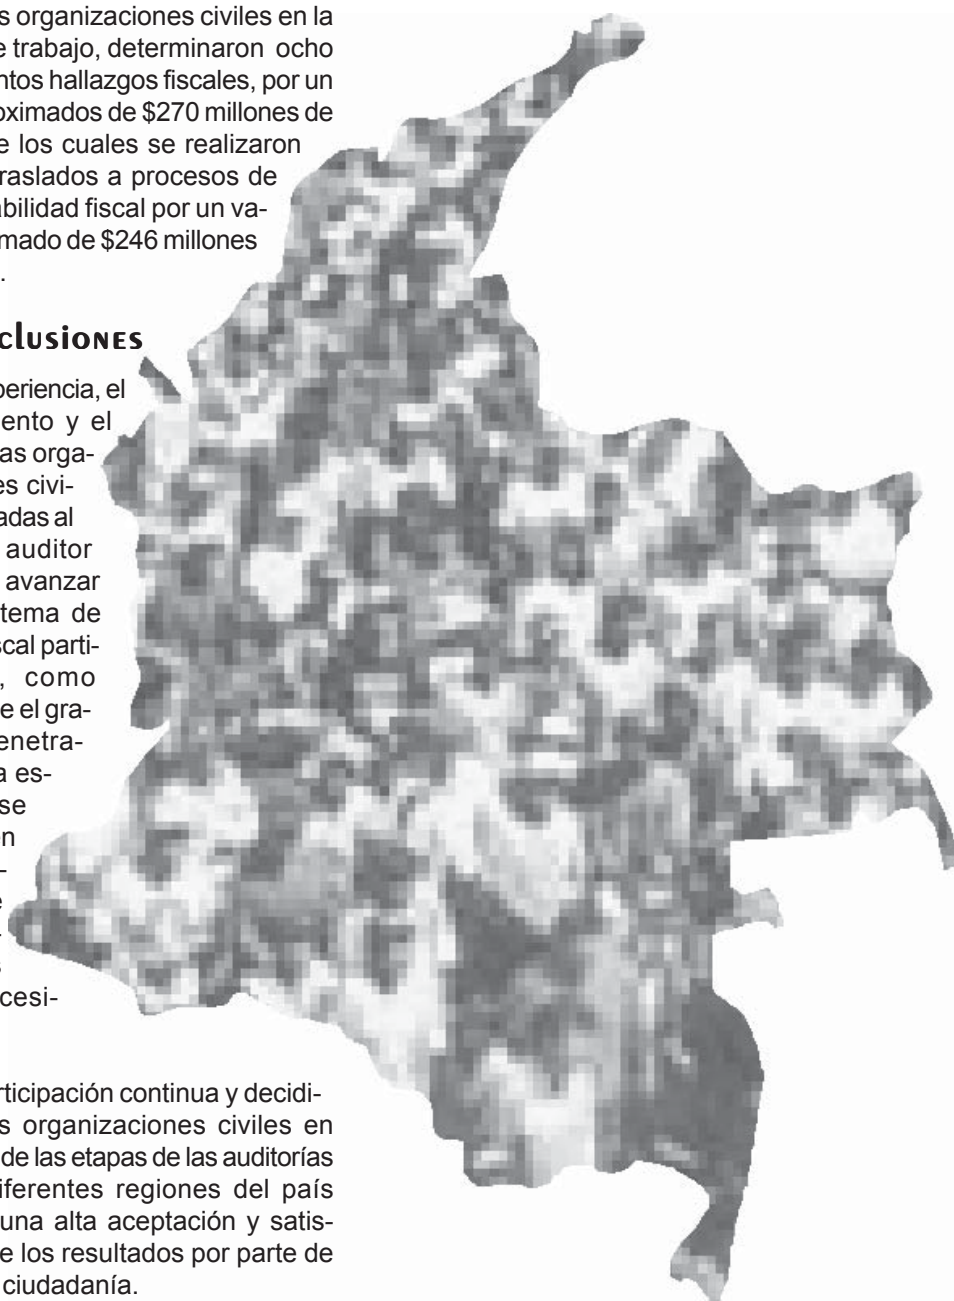 s organizaciones civiles en la
e trabajo, determinaron ocho
ntos hallazgos fiscales, por un
oximados de $270 millones de
e los cuales se realizaron
raslados a procesos de
abilidad fiscal por un va-
mado de $246 millones
.
clusiones
periencia, el
ento y el
as orga-
es civi-
adas al
auditor
avanzar
tema de
scal parti-
, como
e el gra-
enetra-
a es-
se
en
-
e
.
s
cesi-
rticipación continua y decidi-
s organizaciones civiles en
de las etapas de las auditorías
iferentes regiones del país
una alta aceptación y satis-
e los resultados por parte de
ciudadanía.